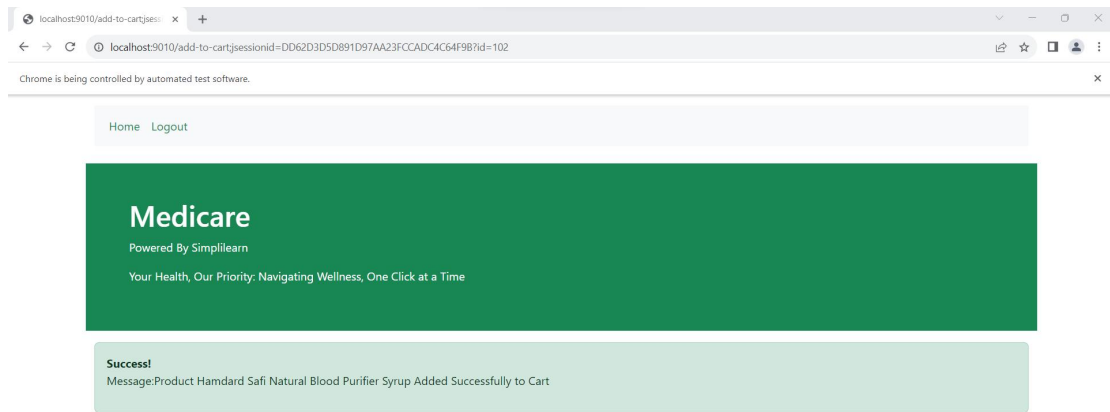 localhost:9010/add-to-cart;jsess
localhost:9010/add-to-cart;jsessionid=DD62D3D5D891D97AA23FCCADC4C64F9B?id=102
Chrome is being controlled by automated test software.
Home Logout
Medicare
Powered By Simplilearn
Your Health, Our Priority: Navigating Wellness, One Click at a Time
Success!
Message:Product Hamdard Safi Natural Blood Purifier Syrup Added Successfully to Cart